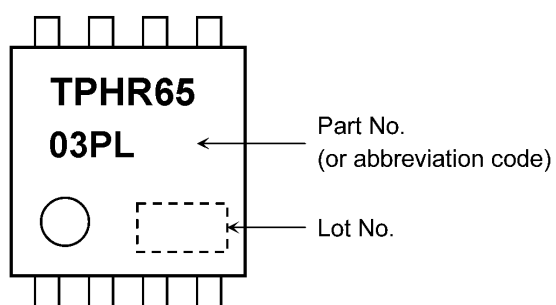 TPHR65
03PL
Part No.
(or abbreviation code)
Lot No.